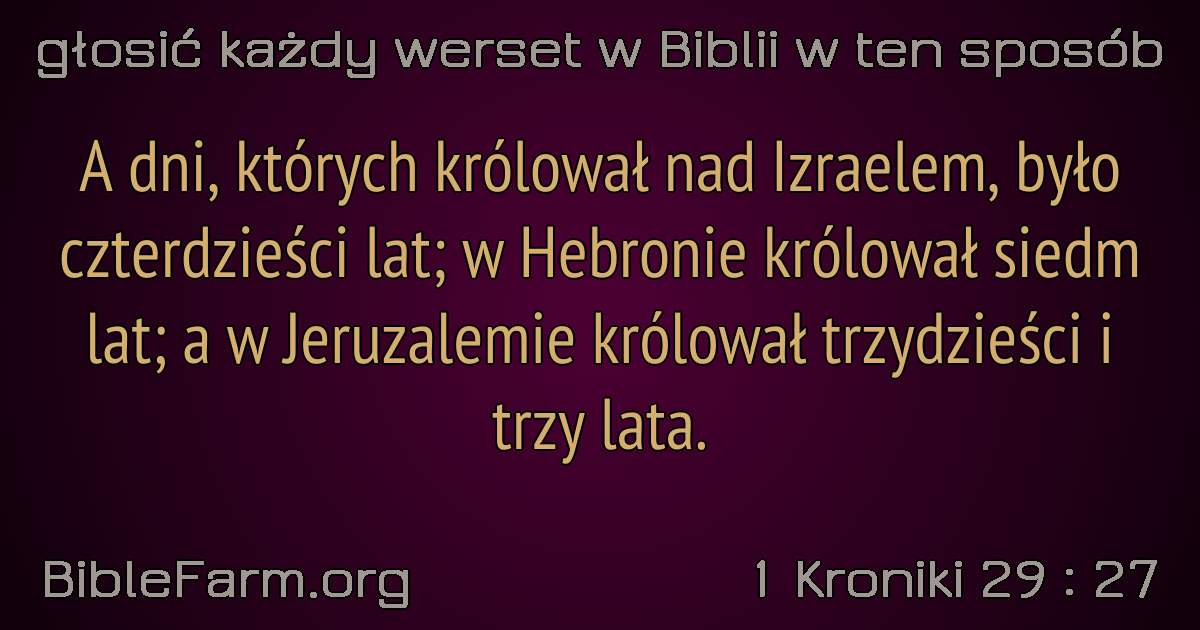 głosić każdy werset w Biblii w ten sposób
A dni, których królował nad Izraelem, było
czterdzieści lat; w Hebronie królował siedm
lat; a w Jeruzalemie królował trzydzieści i
trzy lata.
BibleFarm.org
1 Kroniki 29 : 27